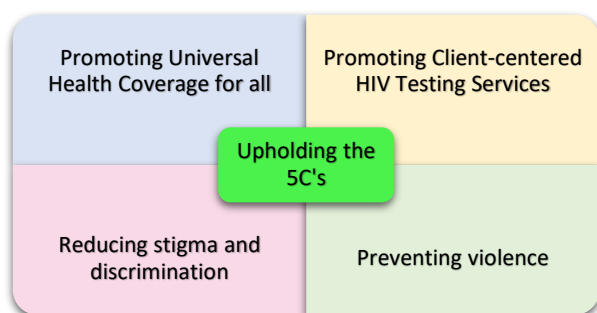 Promoting Universal
Health Coverage for all
Promoting Client-centered
HIV Testing Services
Upholding the
5C's
Reducing stigma and
discrimination
Preventing violence